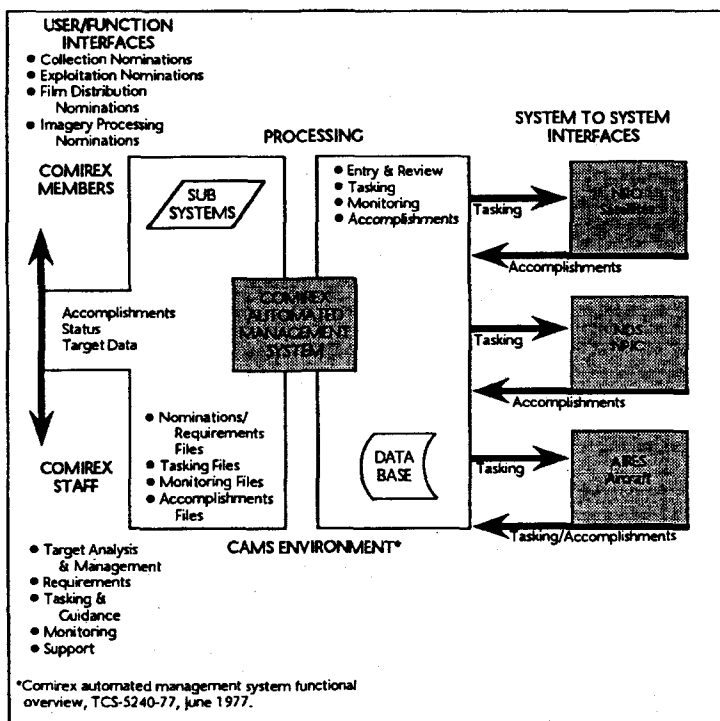 USER/FUNCTION
INTERFACES
● Collection Nominations
● Exploitation Nominations
● Film Distribution
Nominations
● Imagery Processing
Nominations
COMIREX
MEMBERS
Accomplishments
Status
Target Data
COMIREX
STAFF
● Target Analysis
& Management
● Requirements
● Tasking &
Guidance
● Monitoring
● Support
PROCESSING
SUB
SYSTEMS
COMIREX
AUTOMATED
MANAGEMENT
SYSTEM
● Nominations/
Requirements
Files
● Tasking Files
● Monitoring Files
● Accomplishments
Files
● Entry & Review
● Tasking
● Monitoring
● Accomplishments
DATA
BASE
CAMS ENVIRONMENT*
SYSTEM TO SYSTEM
INTERFACES
Tasking
NRO
Satellites
Accomplishments
Tasking
NDS
NPIC
Accomplishments
Tasking
AIRES
Aircraft
Tasking/Accomplishments
*Comirex automated management system functional
overview, TCS-5240-77, June 1977.